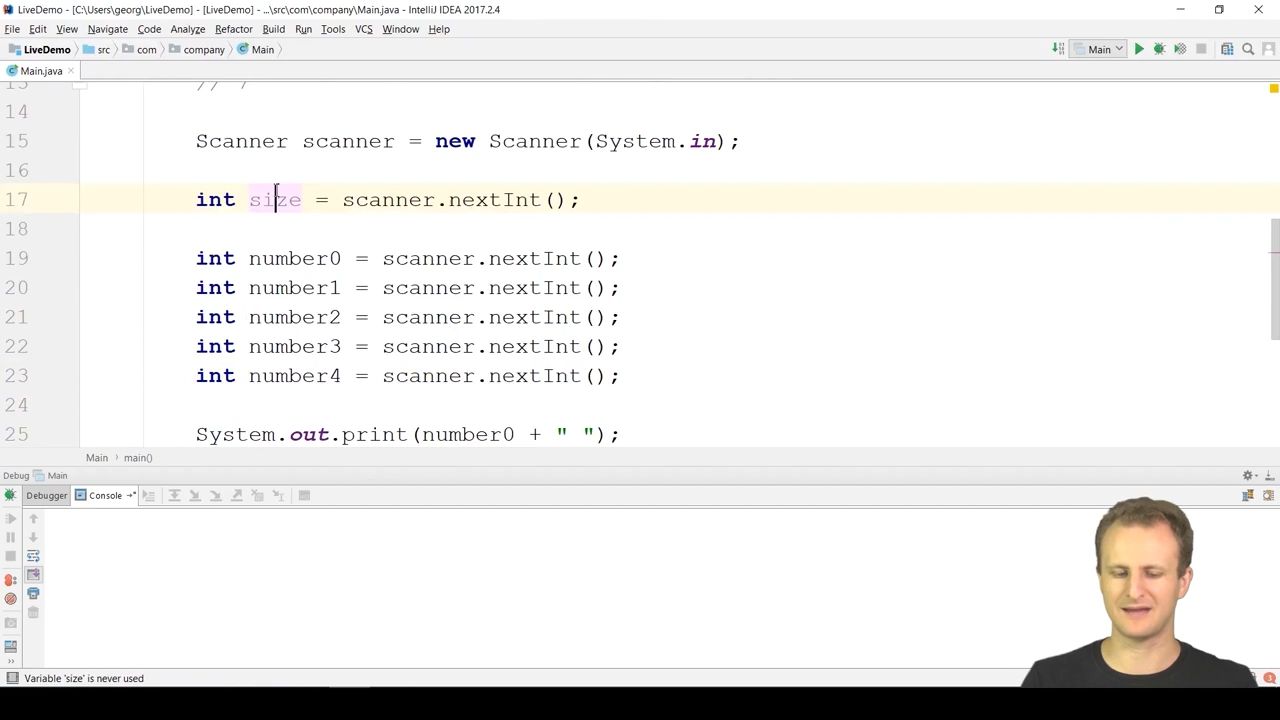 LiveDemo - [C:\Users\georg\LiveDemo] - [LiveDemo] - ...\src\com\company\Main.java - IntelliJ IDEA 2017.2.4
File Edit View Navigate Code Analyze Refactor Build Run Tools VCS Window Help
LiveDemo src com company Main Main
Main.java
13 // 7
14
15 Scanner scanner = new Scanner(System.in);
16
17 int size = scanner.nextInt();
18
19 int number0 = scanner.nextInt();
20 int number1 = scanner.nextInt();
21 int number2 = scanner.nextInt();
22 int number3 = scanner.nextInt();
23 int number4 = scanner.nextInt();
24
25 System.out.print(number0 + " ");
Main main()
Debug Main
Debugger Console
Variable 'size' is never used 3